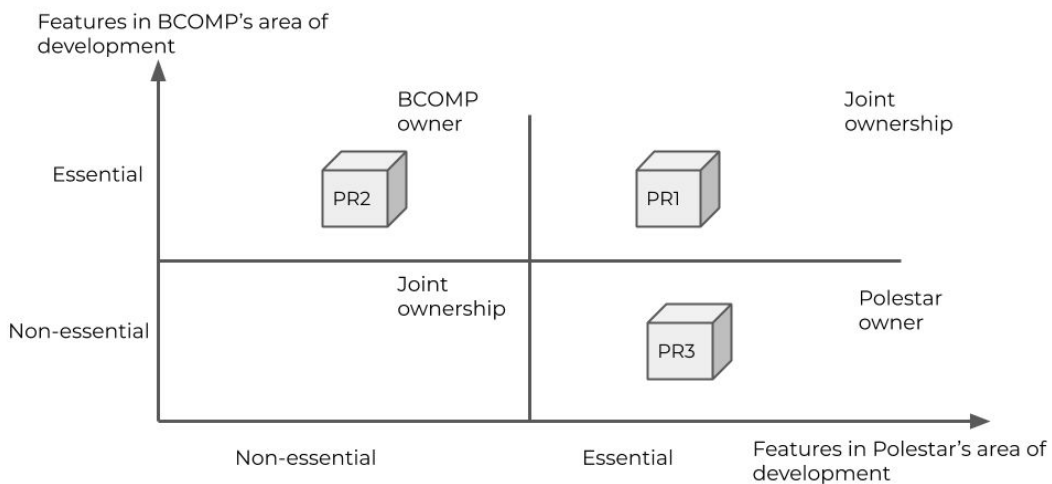 Features in BCOMP's area of
development
BCOMP
owner
Joint
ownership
Essential
PR2
PR1
Joint
ownership
Polestar
owner
Non-essential
PR3
Non-essential
Essential
Features in Polestar's area of
development